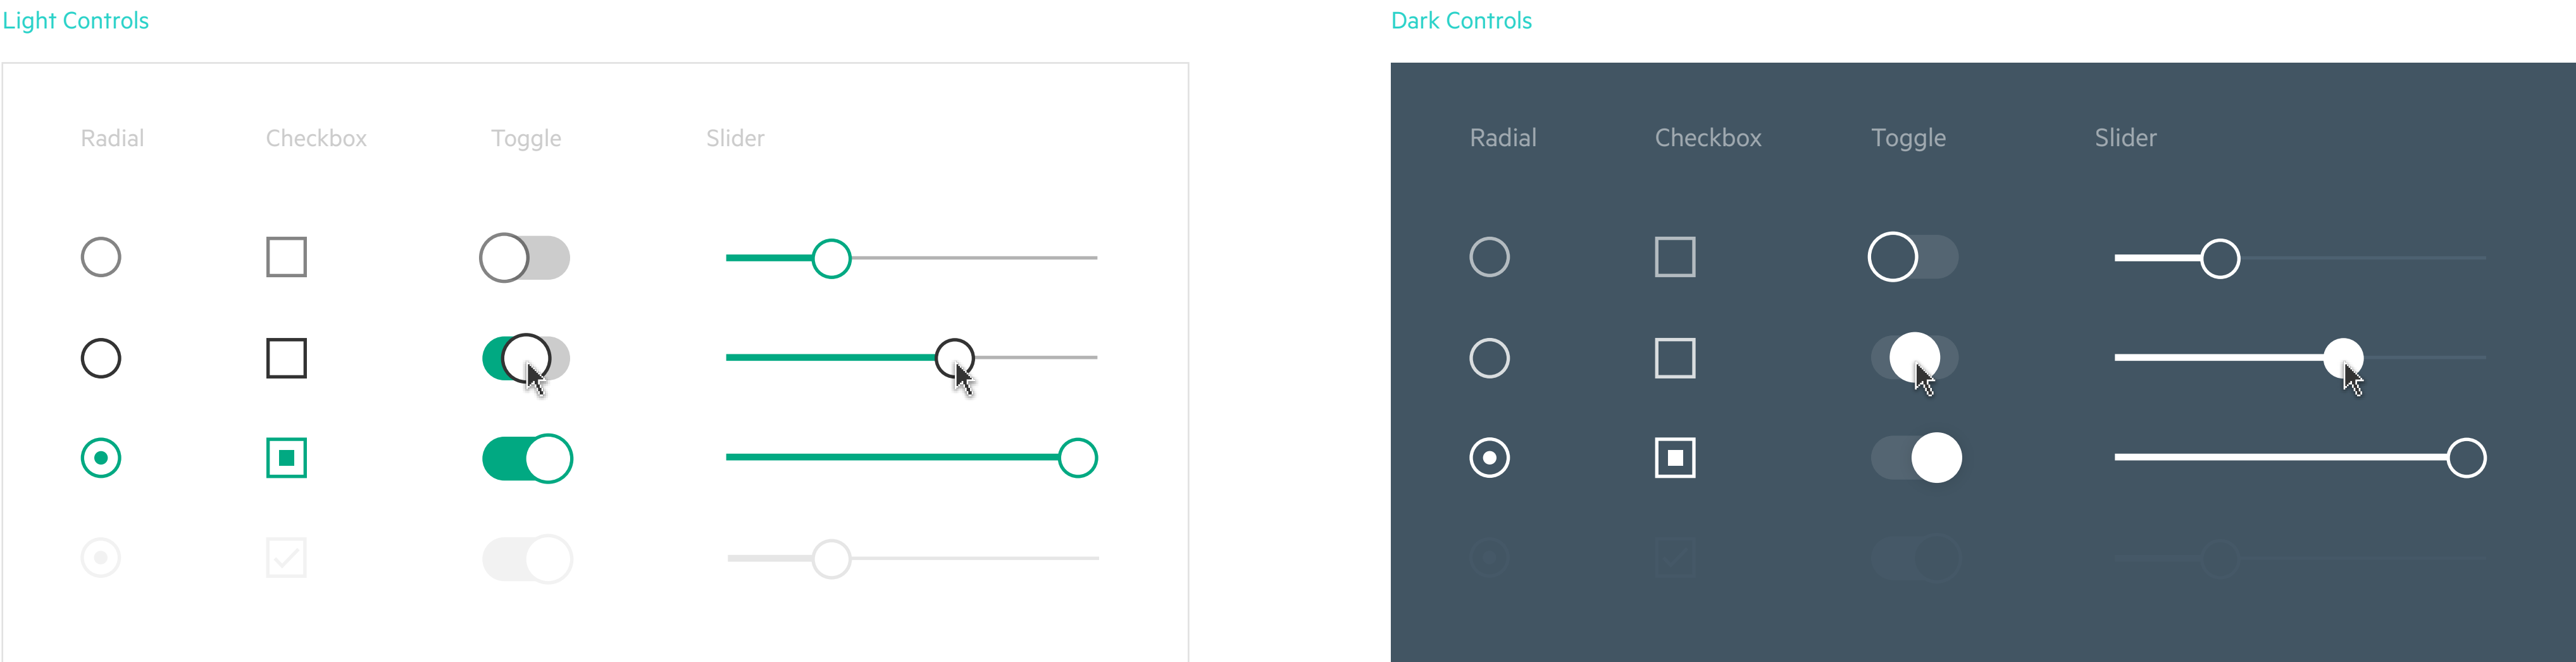 Light Controls
Dark Controls
Radial Checkbox Toggle Slider
Radial Checkbox Toggle Slider